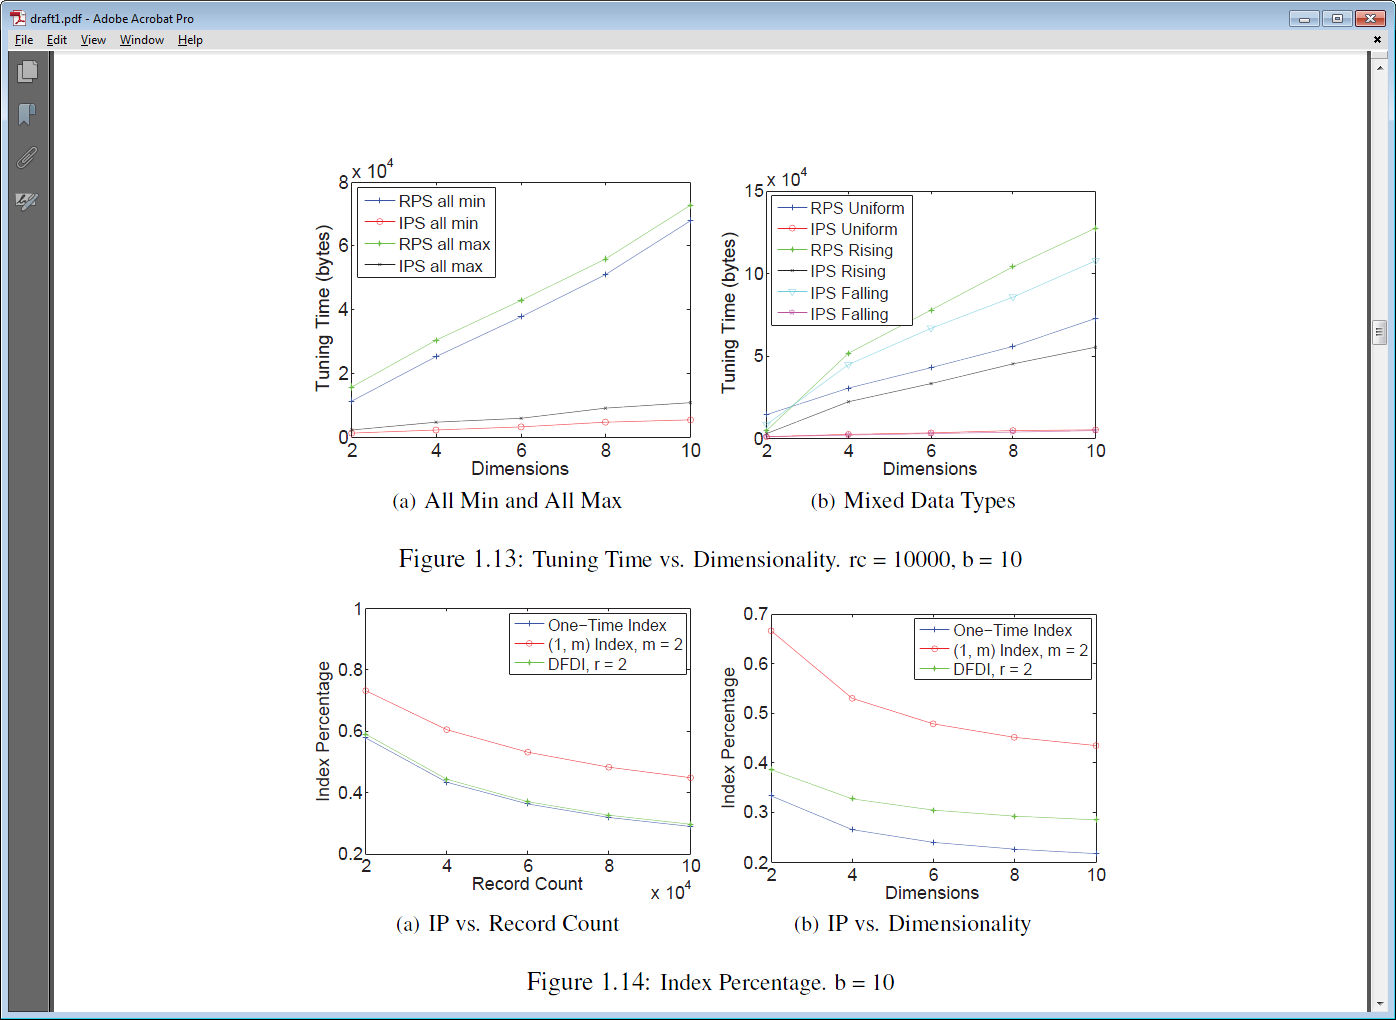 draft1.pdf - Adobe Acrobat Pro
File Edit View Window Help
x 10^4
8
6
4
2
0
Tuning Time (bytes)
RPS all min
IPS all min
RPS all max
IPS all max
2 4 6 8 10
Dimensions
(a) All Min and All Max
x 10^4
15
10
5
0
Tuning Time (bytes)
RPS Uniform
IPS Uniform
RPS Rising
IPS Rising
IPS Falling
IPS Falling
2 4 6 8 10
Dimensions
(b) Mixed Data Types
Figure 1.13: Tuning Time vs. Dimensionality. rc = 10000, b = 10
1
0.8
0.6
0.4
0.2
Index Percentage
One−Time Index
(1, m) Index, m = 2
DFDI, r = 2
2 4 6 8 10
Record Count
x 10^4
(a) IP vs. Record Count
0.7
0.6
0.5
0.4
0.3
0.2
Index Percentage
One−Time Index
(1, m) Index, m = 2
DFDI, r = 2
2 4 6 8 10
Dimensions
(b) IP vs. Dimensionality
Figure 1.14: Index Percentage. b = 10